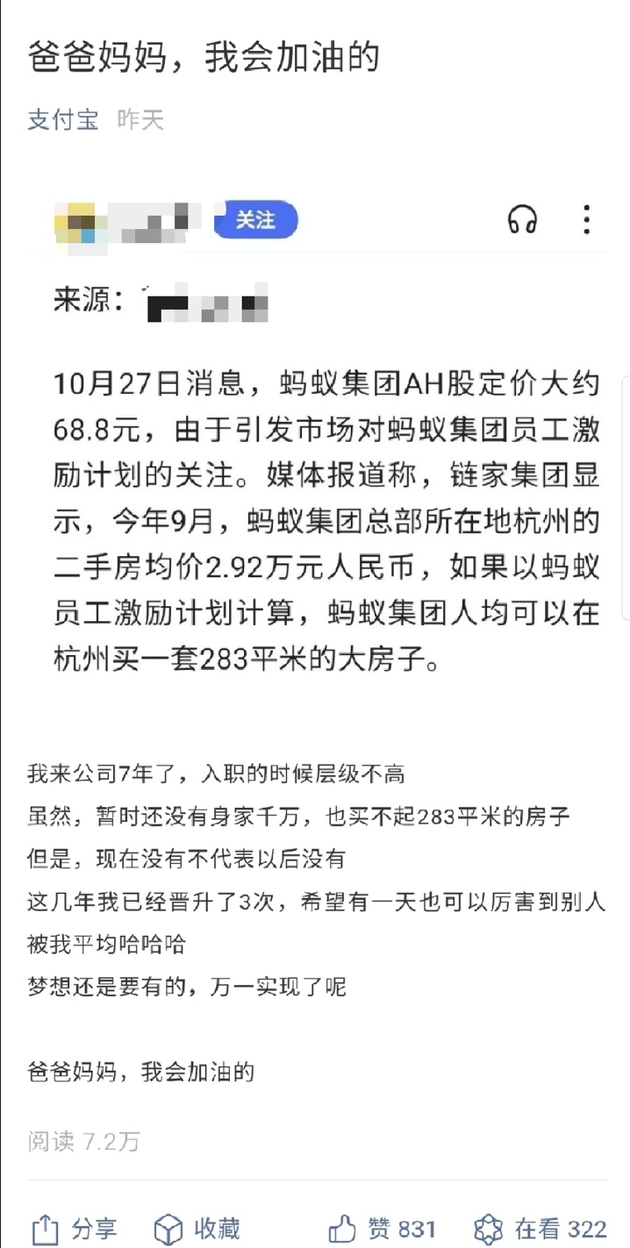 爸爸妈妈，我会加油的
支付宝 昨天
关注
来源：
10月27日消息，蚂蚁集团AH股定价大约
68.8元，由于引发市场对蚂蚁集团员工激
励计划的关注。媒体报道称，链家集团显
示，今年9月，蚂蚁集团总部所在地杭州的
二手房均价2.92万元人民币，如果以蚂蚁
员工激励计划计算，蚂蚁集团人均可以在
杭州买一套283平米的大房子。
我来公司7年了，入职的时候层级不高
虽然，暂时还没有身家千万，也买不起283平米的房子
但是，现在没有不代表以后没有
这几年我已经晋升了3次，希望有一天也可以厉害到别人
被我平均哈哈哈
梦想还是要有的，万一实现了呢
爸爸妈妈，我会加油的
阅读 7.2万
分享 收藏 赞 831 在看 322